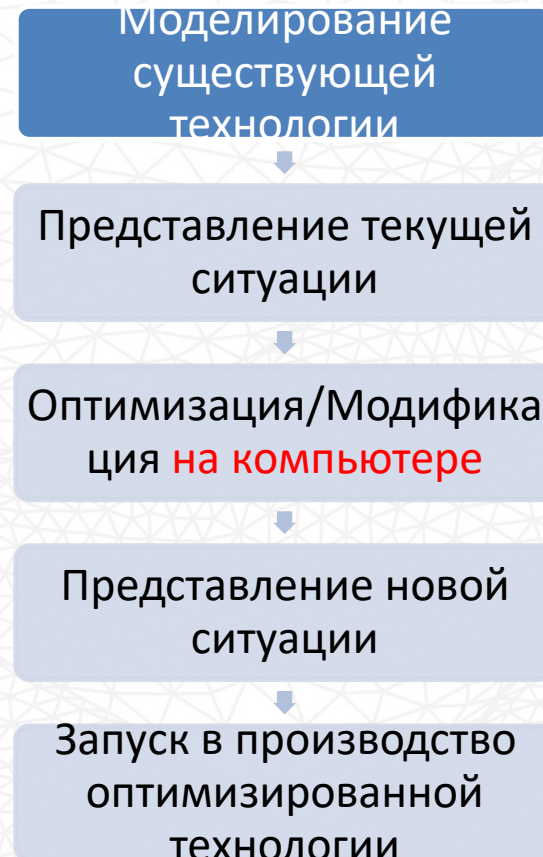 Моделирование
существующей
технологии
Представление текущей
ситуации
Оптимизация/Модифика
ция на компьютере
Представление новой
ситуации
Запуск в производство
оптимизированной
технологии